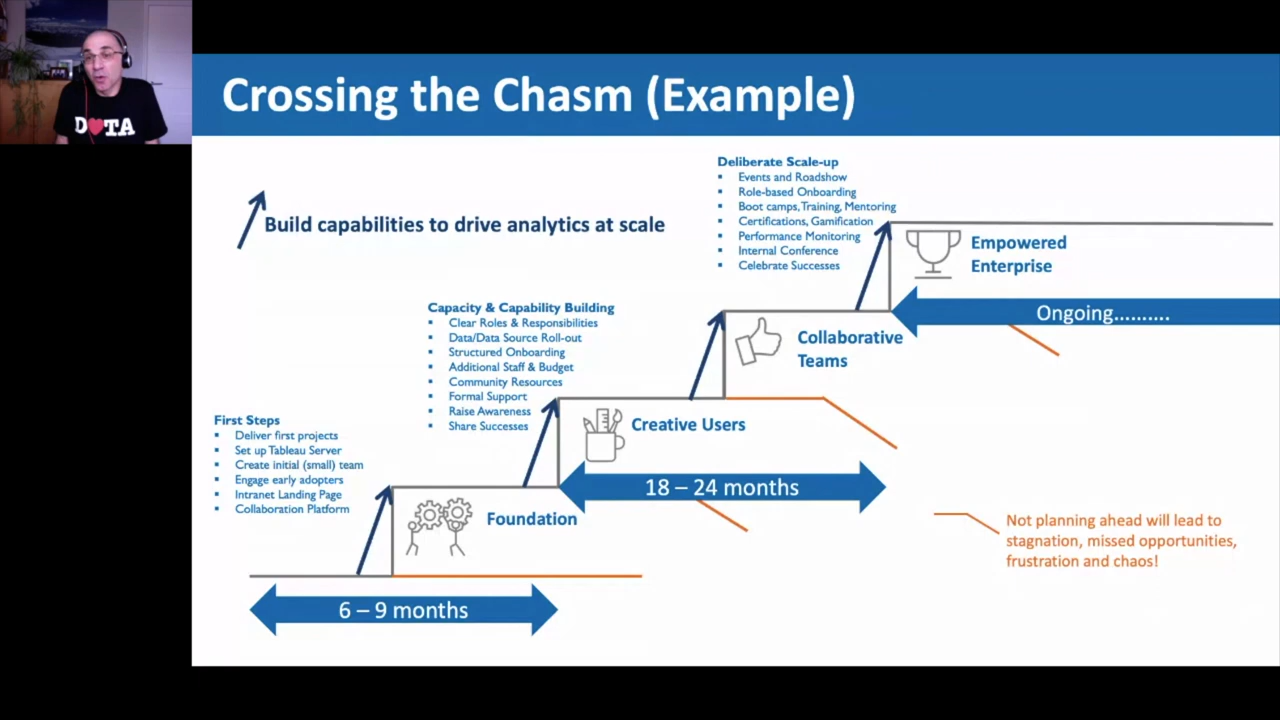 D♥TA
Crossing the Chasm (Example)
Build capabilities to drive analytics at scale
Deliberate Scale-up
▪ Events and Roadshow
▪ Role-based Onboarding
▪ Boot camps, Training, Mentoring
▪ Certifications, Gamification
▪ Performance Monitoring
▪ Internal Conference
▪ Celebrate Successes
Empowered
Enterprise
Ongoing..........
Capacity & Capability Building
▪ Clear Roles & Responsibilities
▪ Data/Data Source Roll-out
▪ Structured Onboarding
▪ Additional Staff & Budget
▪ Community Resources
▪ Formal Support
▪ Raise Awareness
▪ Share Successes
Collaborative
Teams
First Steps
▪ Deliver first projects
▪ Set up Tableau Server
▪ Create initial (small) team
▪ Engage early adopters
▪ Intranet Landing Page
▪ Collaboration Platform
Creative Users
18 – 24 months
Foundation
Not planning ahead will lead to
stagnation, missed opportunities,
frustration and chaos!
6 – 9 months